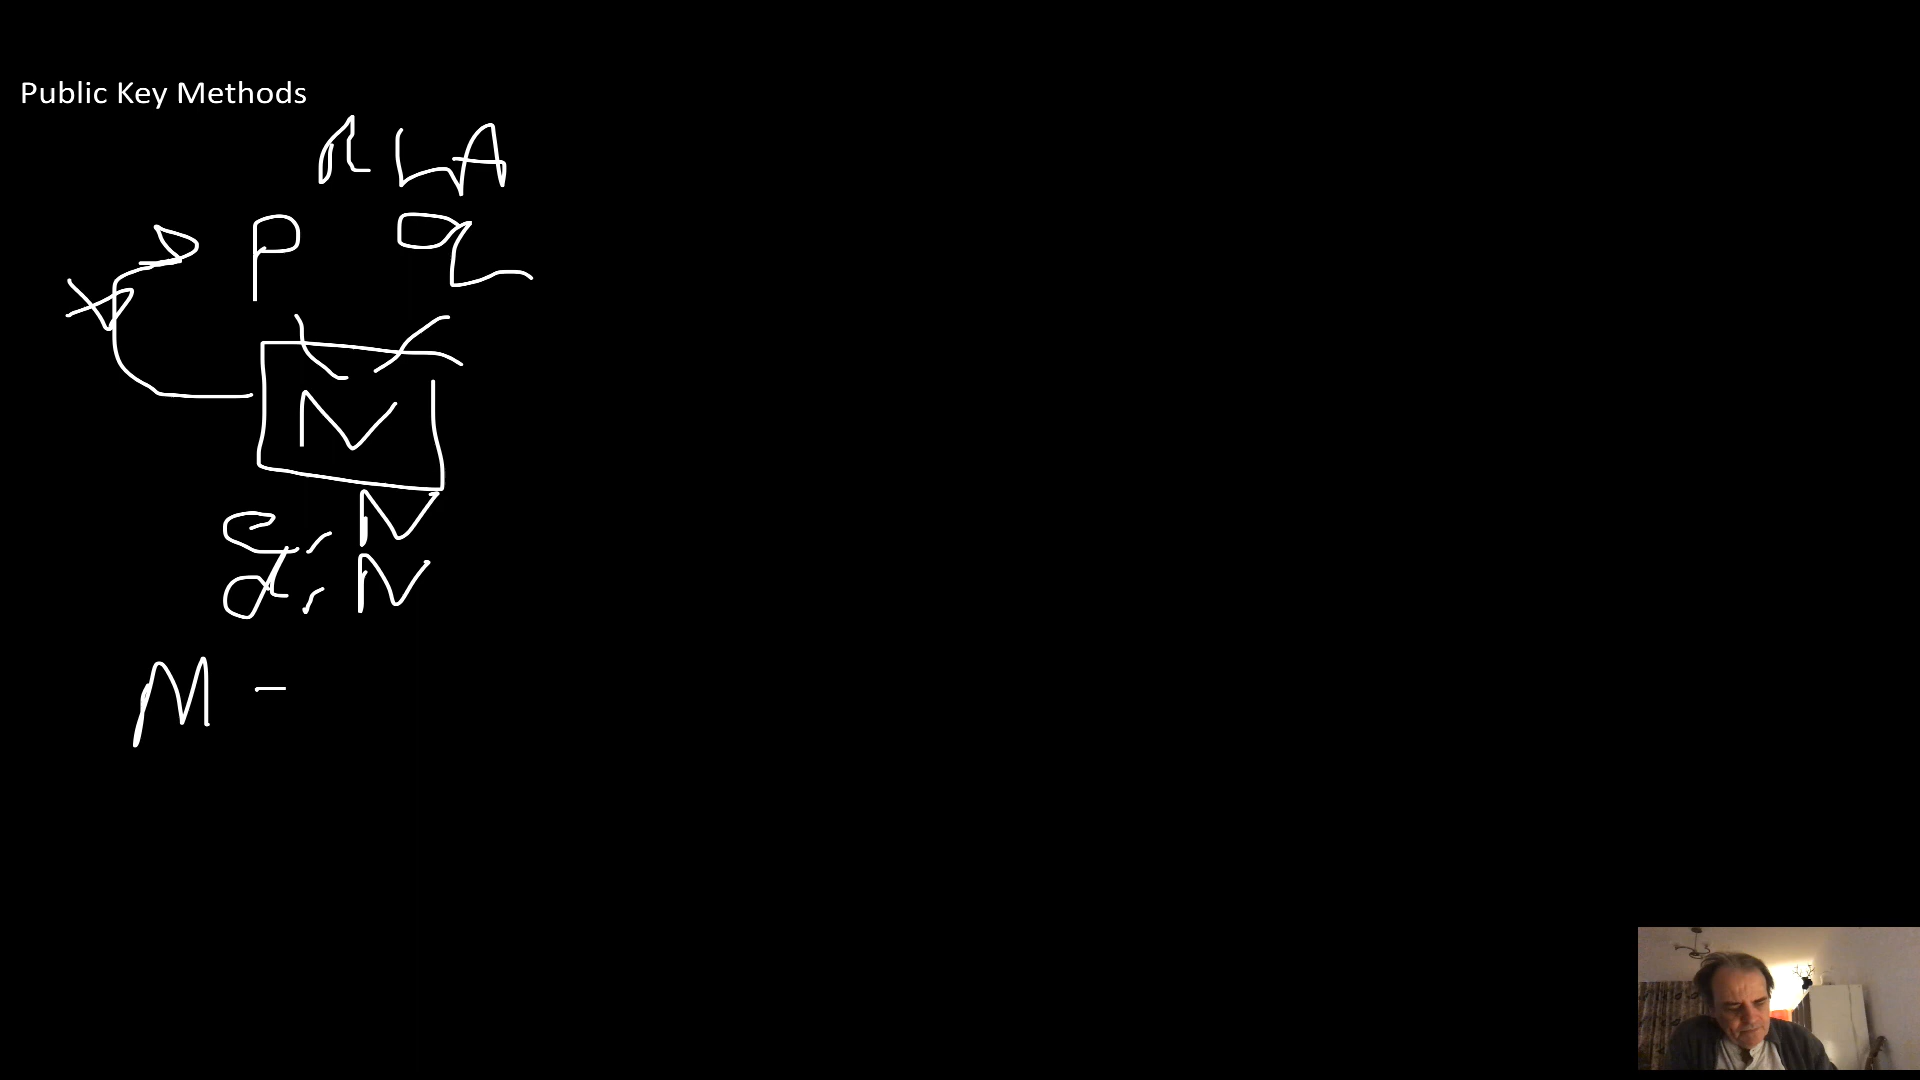 Public Key Methods
RSA
P q
N
e, N
d, N
M -